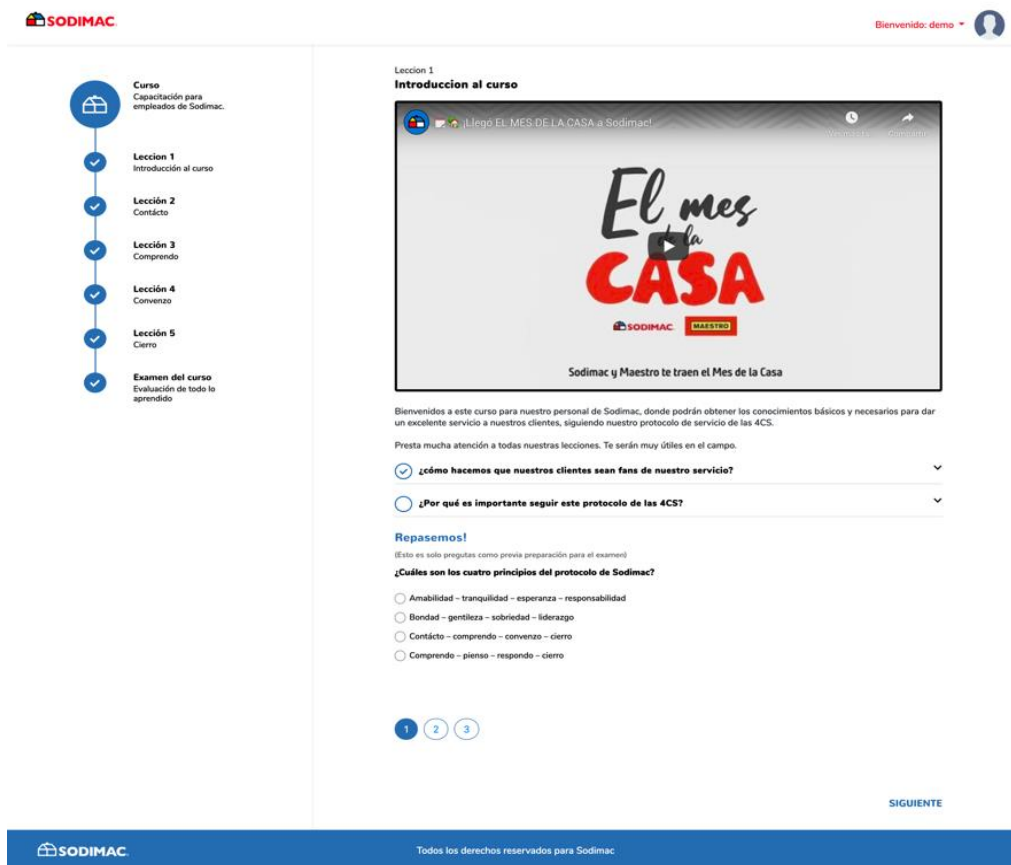 SODIMAC
Bienvenido: demo
Curso
Capacitación para
empleados de Sodimac.
Leccion 1
Introducción al curso
Lección 2
Contácto
Lección 3
Comprendo
Lección 4
Convenzo
Lección 5
Cierro
Examen del curso
Evaluación de todo lo
aprendido
Leccion 1
Introduccion al curso
¡Llegó EL MES DE LA CASA a Sodimac!
El mes
de la
CASA
SODIMAC
MAESTRO
Sodimac y Maestro te traen el Mes de la Casa
Bienvenidos a este curso para nuestro personal de Sodimac, donde podrán obtener los conocimientos básicos y necesarios para dar
un excelente servicio a nuestros clientes, siguiendo nuestro protocolo de servicio de las 4CS.
Presta mucha atención a todas nuestras lecciones. Te serán muy útiles en el campo.
¿cómo hacemos que nuestros clientes sean fans de nuestro servicio?
¿Por qué es importante seguir este protocolo de las 4CS?
Repasemos!
(Esto es solo pregutas como previa preparación para el examen)
¿Cuáles son los cuatro principios del protocolo de Sodimac?
Amabilidad – tranquilidad – esperanza – responsabilidad
Bondad – gentileza – sobriedad – liderazgo
Contácto – comprendo – convenzo – cierro
Comprendo – pienso – respondo – cierro
1 2 3
SIGUIENTE
SODIMAC
Todos los derechos reservados para Sodimac